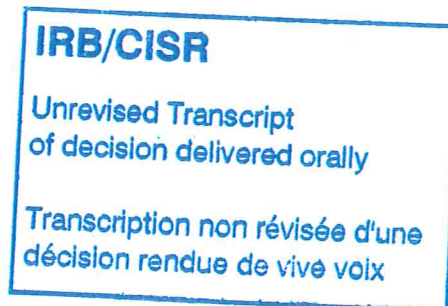 IRB/CISR
Unrevised Transcript
of decision delivered orally
Transcription non révisée d'une
décision rendue de vive voix